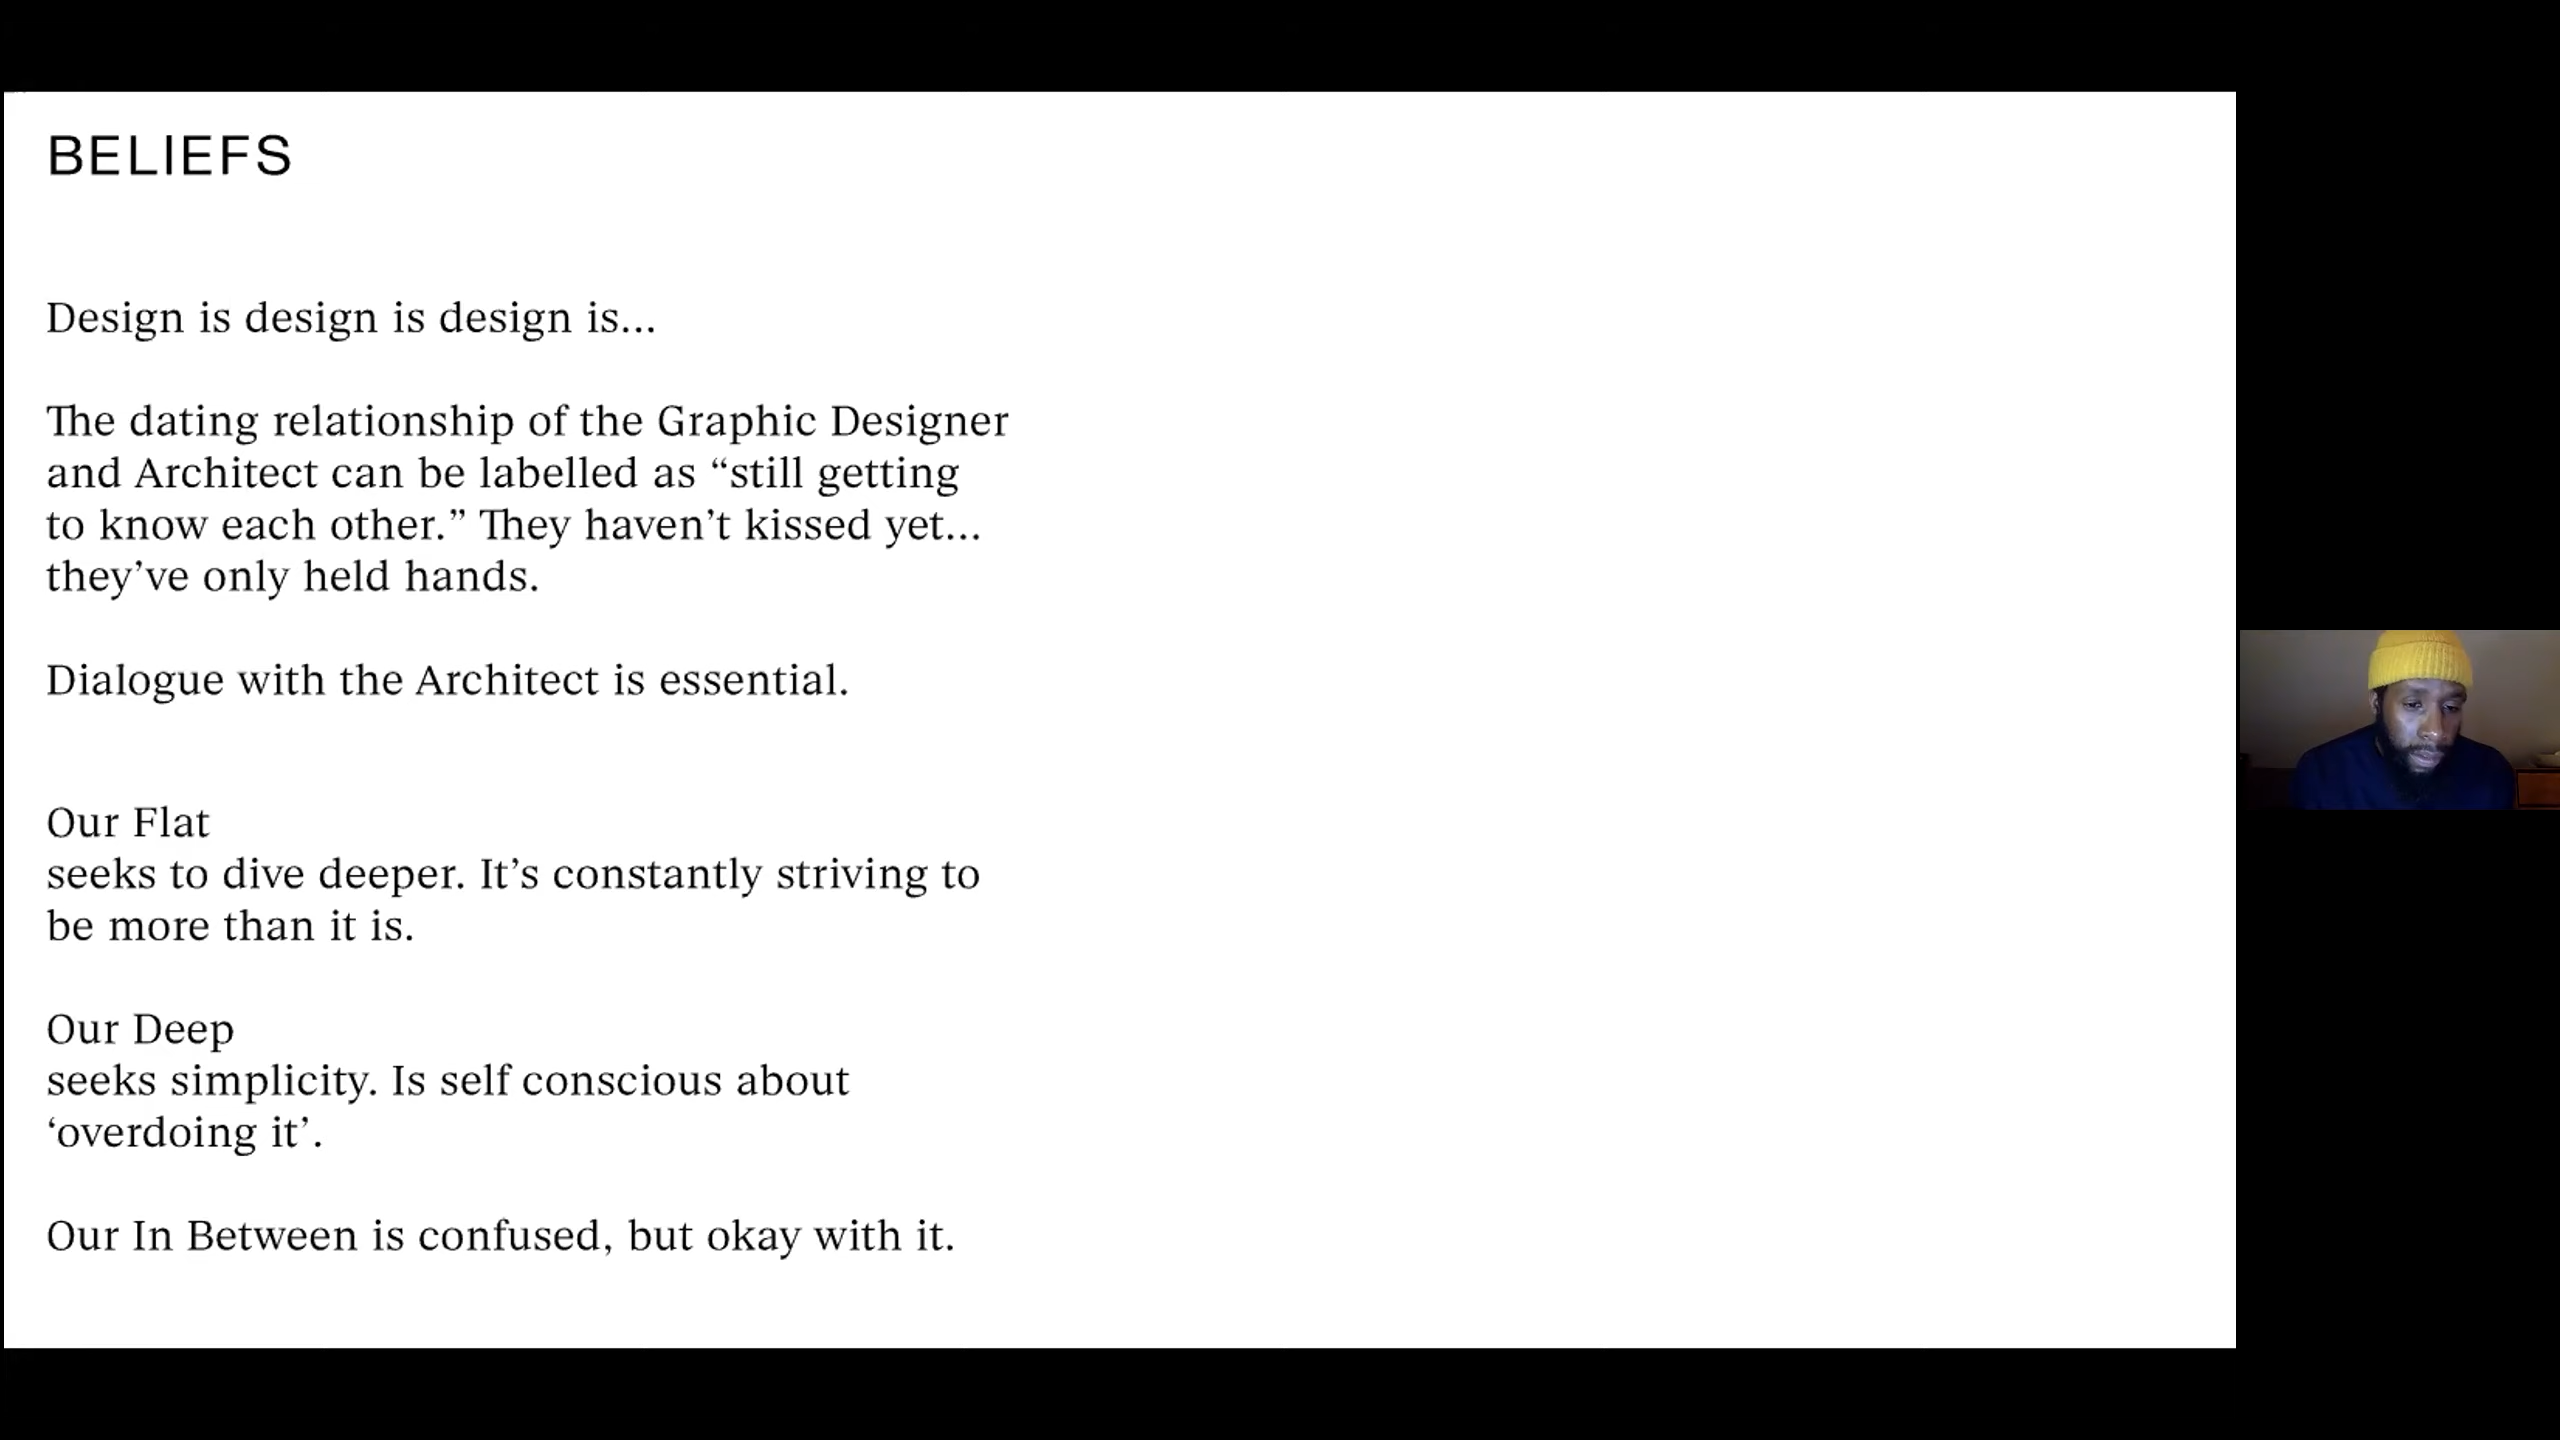 BELIEFS
Design is design is design is...
The dating relationship of the Graphic Designer
and Architect can be labelled as “still getting
to know each other.” They haven’t kissed yet...
they’ve only held hands.
Dialogue with the Architect is essential.
Our Flat
seeks to dive deeper. It’s constantly striving to
be more than it is.
Our Deep
seeks simplicity. Is self conscious about
‘overdoing it’.
Our In Between is confused, but okay with it.